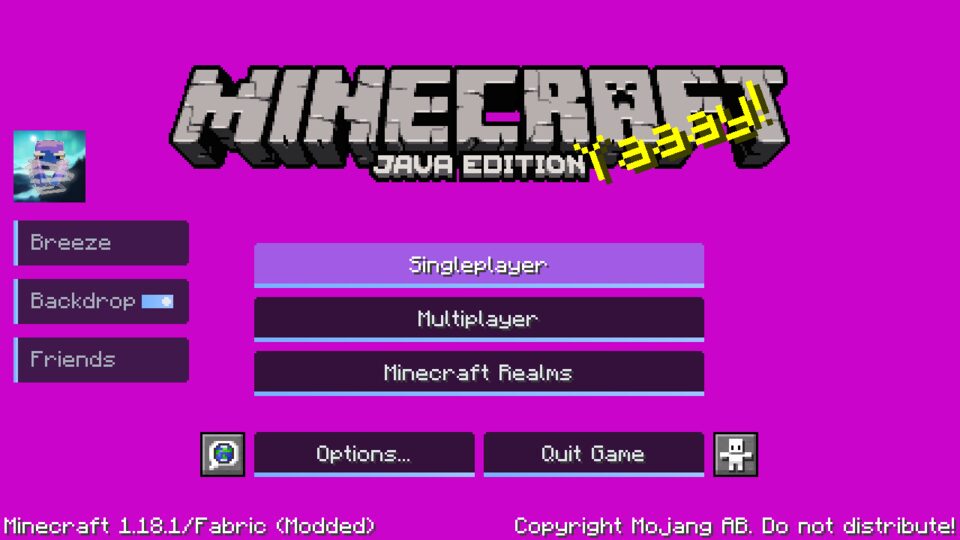 MINECRAFT
JAVA EDITION
Yaaay!
Breeze
Backdrop
Friends
Singleplayer
Multiplayer
Minecraft Realms
Options...
Quit Game
Minecraft 1.18.1/Fabric (Modded)
Copyright Mojang AB. Do not distribute!